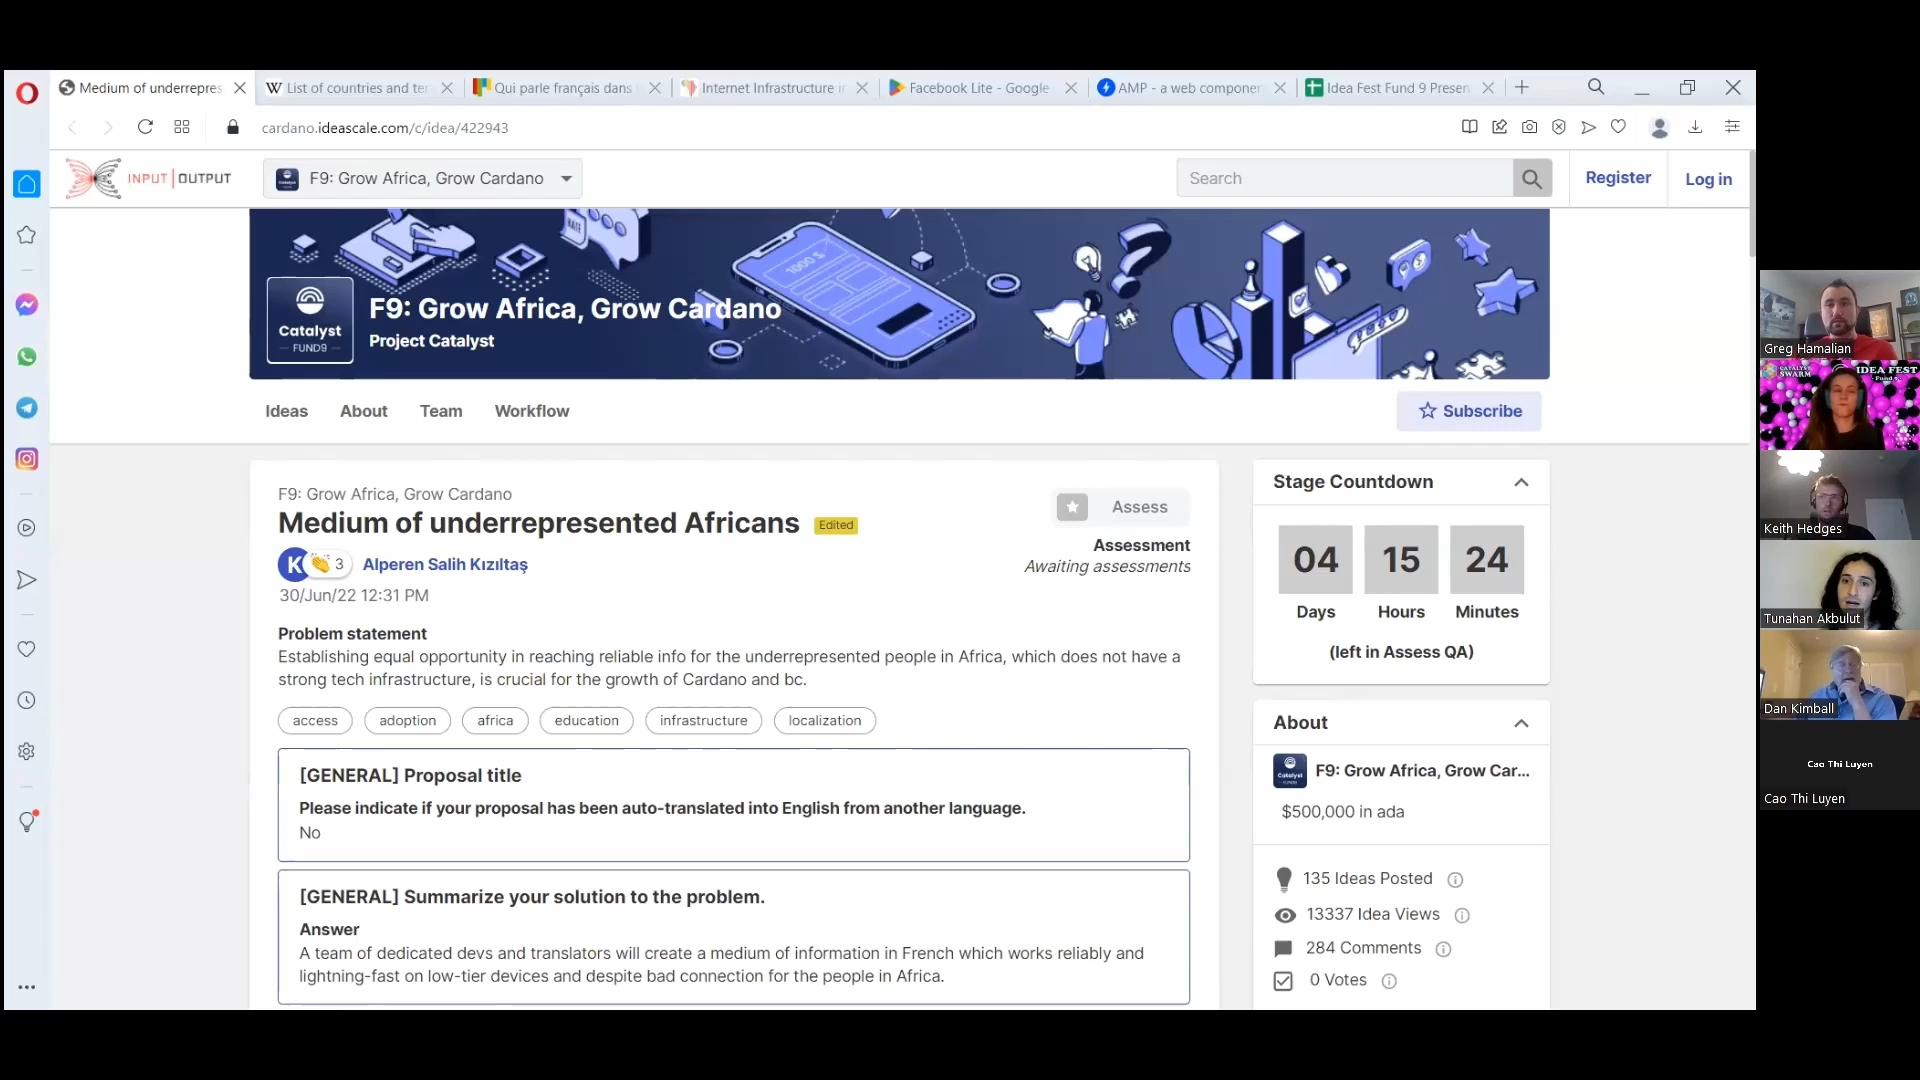 Medium of underrepres
List of countries and ter
Qui parle français dans
Internet Infrastructure i
Facebook Lite - Google
AMP - a web componen
Idea Fest Fund 9 Presen
cardano.ideascale.com/c/idea/422943
INPUT | OUTPUT
F9: Grow Africa, Grow Cardano
Search
Register
Log in
RATE
1000 $
Catalyst
FUND9
F9: Grow Africa, Grow Cardano
Project Catalyst
Ideas
About
Team
Workflow
Subscribe
F9: Grow Africa, Grow Cardano
Medium of underrepresented Africans
Edited
K
3
Alperen Salih Kızıltaş
30/Jun/22 12:31 PM
Assess
Assessment
Awaiting assessments
Problem statement
Establishing equal opportunity in reaching reliable info for the underrepresented people in Africa, which does not have a
strong tech infrastructure, is crucial for the growth of Cardano and bc.
access
adoption
africa
education
infrastructure
localization
[GENERAL] Proposal title
Please indicate if your proposal has been auto-translated into English from another language.
No
[GENERAL] Summarize your solution to the problem.
Answer
A team of dedicated devs and translators will create a medium of information in French which works reliably and
lightning-fast on low-tier devices and despite bad connection for the people in Africa.
Stage Countdown
04 15 24
Days Hours Minutes
(left in Assess QA)
About
F9: Grow Africa, Grow Car...
$500,000 in ada
135 Ideas Posted
13337 Idea Views
284 Comments
0 Votes
Greg Hamalian
CATALYST
SWARM
IDEA FEST
Fund 9
Keith Hedges
Tunahan Akbulut
Dan Kimball
Cao Thi Luyen
Cao Thi Luyen